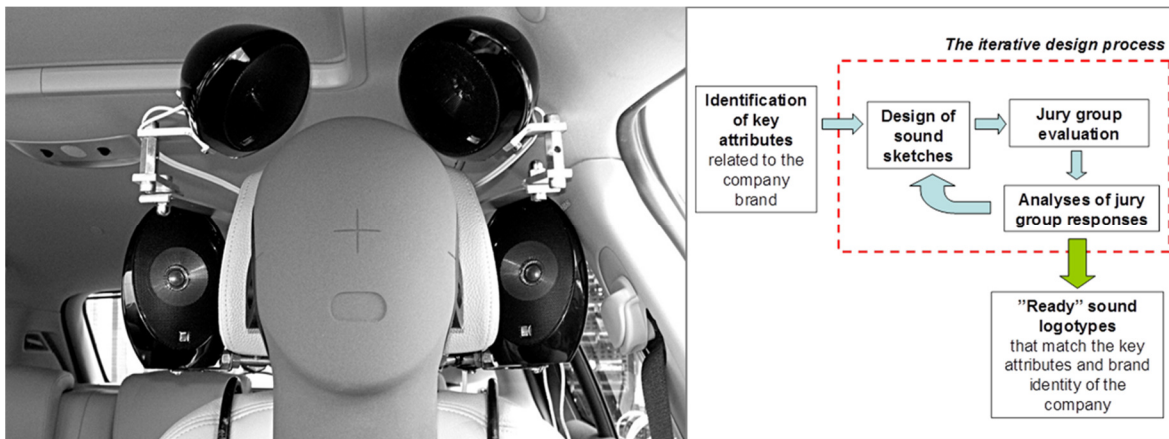 The iterative design process
Identification
of key
attributes
related to the
company
brand
Design of
sound
sketches
Jury group
evaluation
Analyses of jury
group responses
”Ready” sound
logotypes
that match the key
attributes and brand
identity of the
company